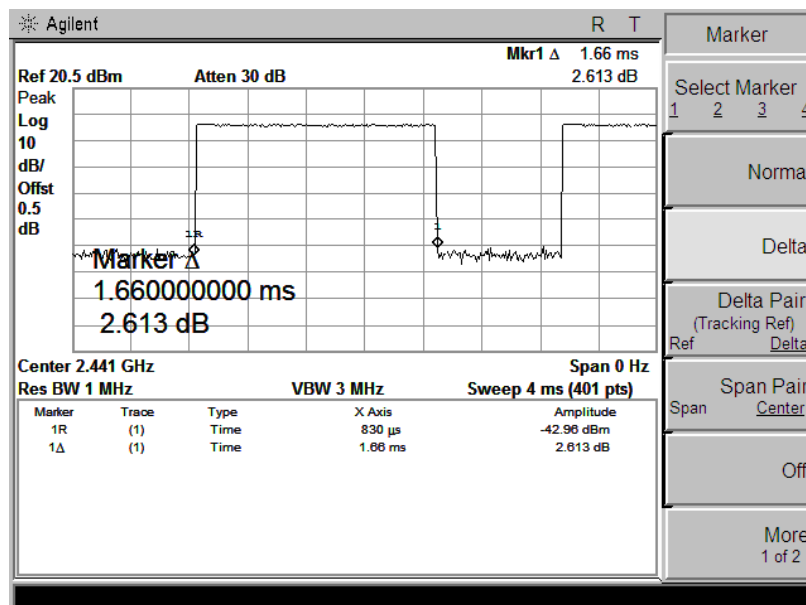 Agilent R T
Mkr1 Δ 1.66 ms
Ref 20.5 dBm Atten 30 dB 2.613 dB
Peak
Log
10
dB/
Offst
0.5
dB
1R
1
Marker Δ
1.660000000 ms
2.613 dB
Center 2.441 GHz Span 0 Hz
Res BW 1 MHz VBW 3 MHz Sweep 4 ms (401 pts)
Marker Trace Type X Axis Amplitude
1R (1) Time 830 µs -42.96 dBm
1Δ (1) Time 1.66 ms 2.613 dB
Marker
Select Marker
1 2 3 4
Norma
Delta
Delta Pair
(Tracking Ref)
Ref Delta
Span Pair
Span Center
Off
More
1 of 2